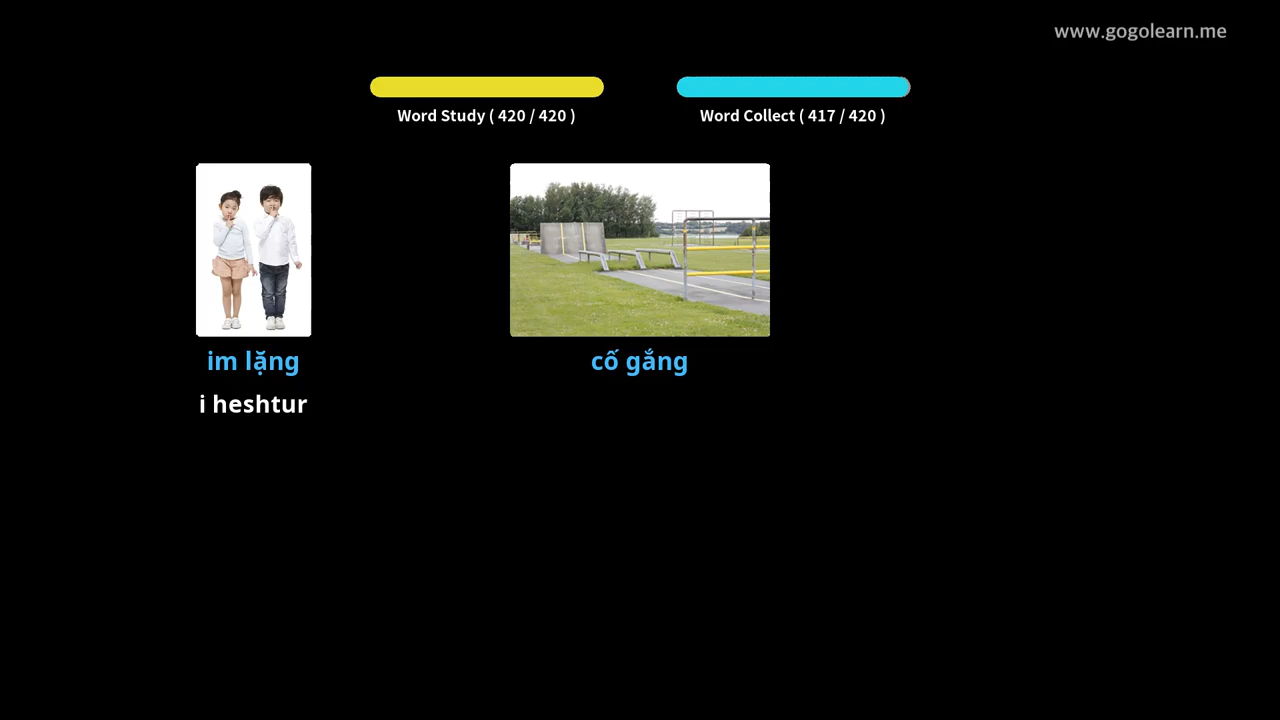 www.gogolearn.me
Word Study ( 420 / 420 )
Word Collect ( 417 / 420 )
im lặng
cố gắng
i heshtur